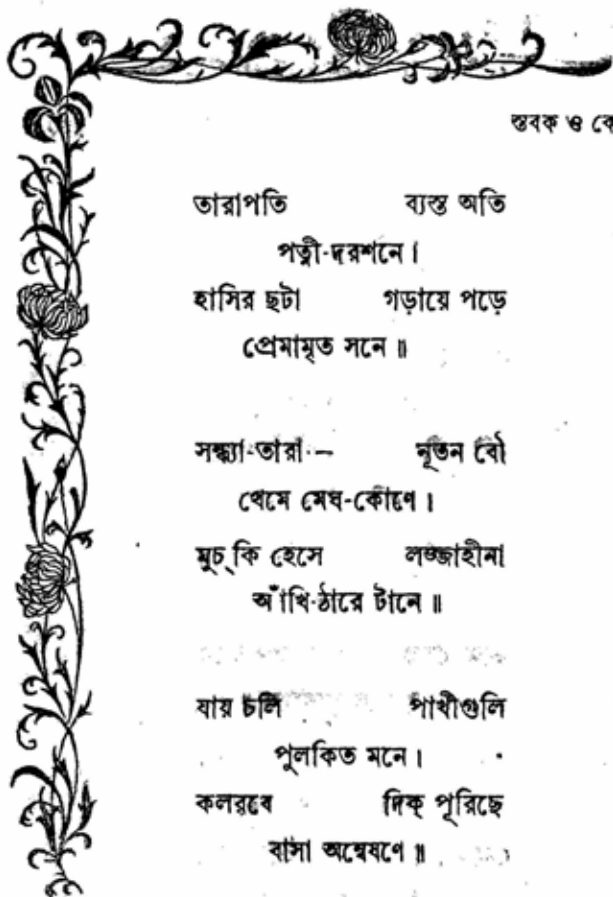 স্তবক ও কো
তারাপতি ব্যস্ত অতি
পত্নী-দরশনে।
হাসির ছটা গড়ায়ে পড়ে
প্রেমামৃত সনে॥
সন্ধ্যা-তারা-– নূতন বৌ
থেমে মেঘ-কোণে।
মুচ্‌কি হেসে লজ্জাহীনা
আঁখি-ঠারে টানে॥
যায় চলি পাখীগুলি
পুলকিত মনে।
কলরবে দিক্ পূরিছে
বাসা অন্বেষণে॥